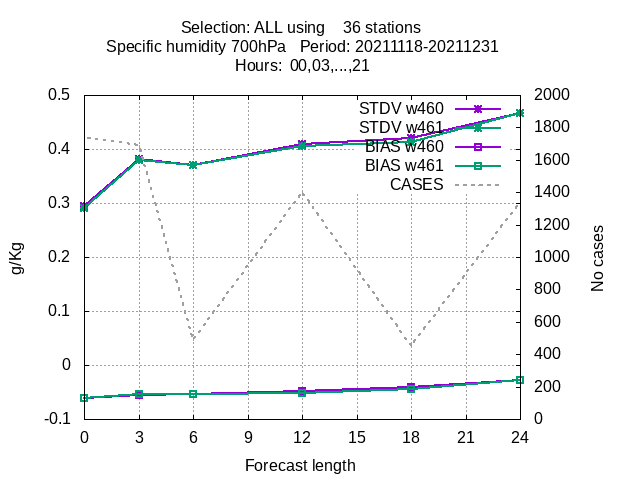 Selection: ALL using    36 stations
Specific humidity 700hPa   Period: 20211118-20211231
Hours:  00,03,...,21
STDV w460
STDV w461
BIAS w460
BIAS w461
CASES
0.5
0.4
0.3
0.2
0.1
0
-0.1
g/Kg
2000
1800
1600
1400
1200
1000
800
600
400
200
0
No cases
0 3 6 9 12 15 18 21 24
Forecast length